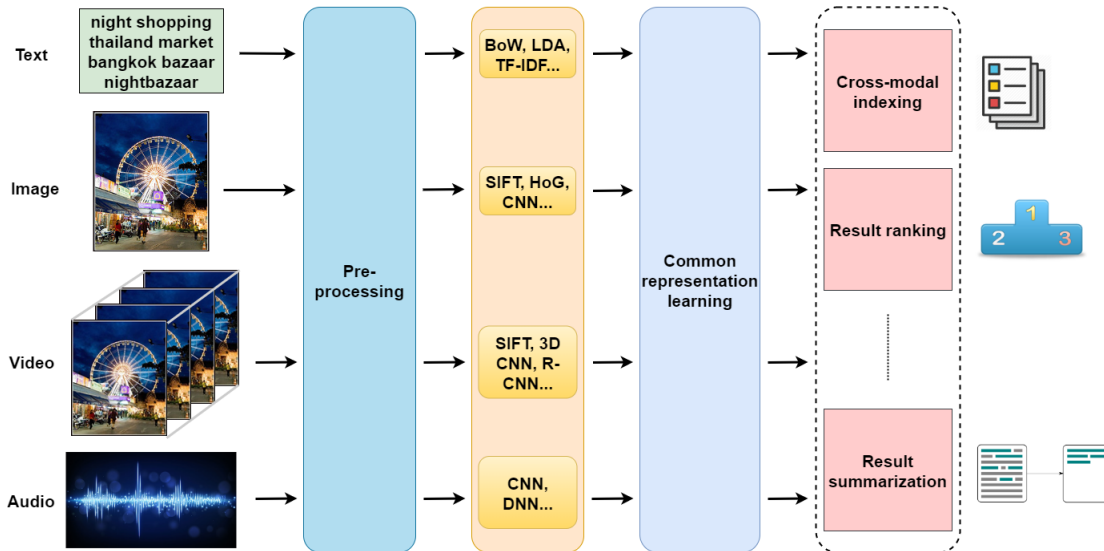 Text
night shopping
thailand market
bangkok bazaar
nightbazaar
Image
Video
Audio
Pre-
processing
BoW, LDA,
TF-IDF...
SIFT, HoG,
CNN...
SIFT, 3D
CNN, R-
CNN...
CNN,
DNN...
Common
representation
learning
Cross-modal
indexing
Result ranking
Result
summarization
1
2
3